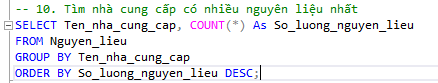 -- 10. Tìm nhà cung cấp có nhiều nguyên liệu nhất
SELECT Ten_nha_cung_cap, COUNT(*) As So_luong_nguyen_lieu
FROM Nguyen_lieu
GROUP BY Ten_nha_cung_cap
ORDER BY So_luong_nguyen_lieu DESC;